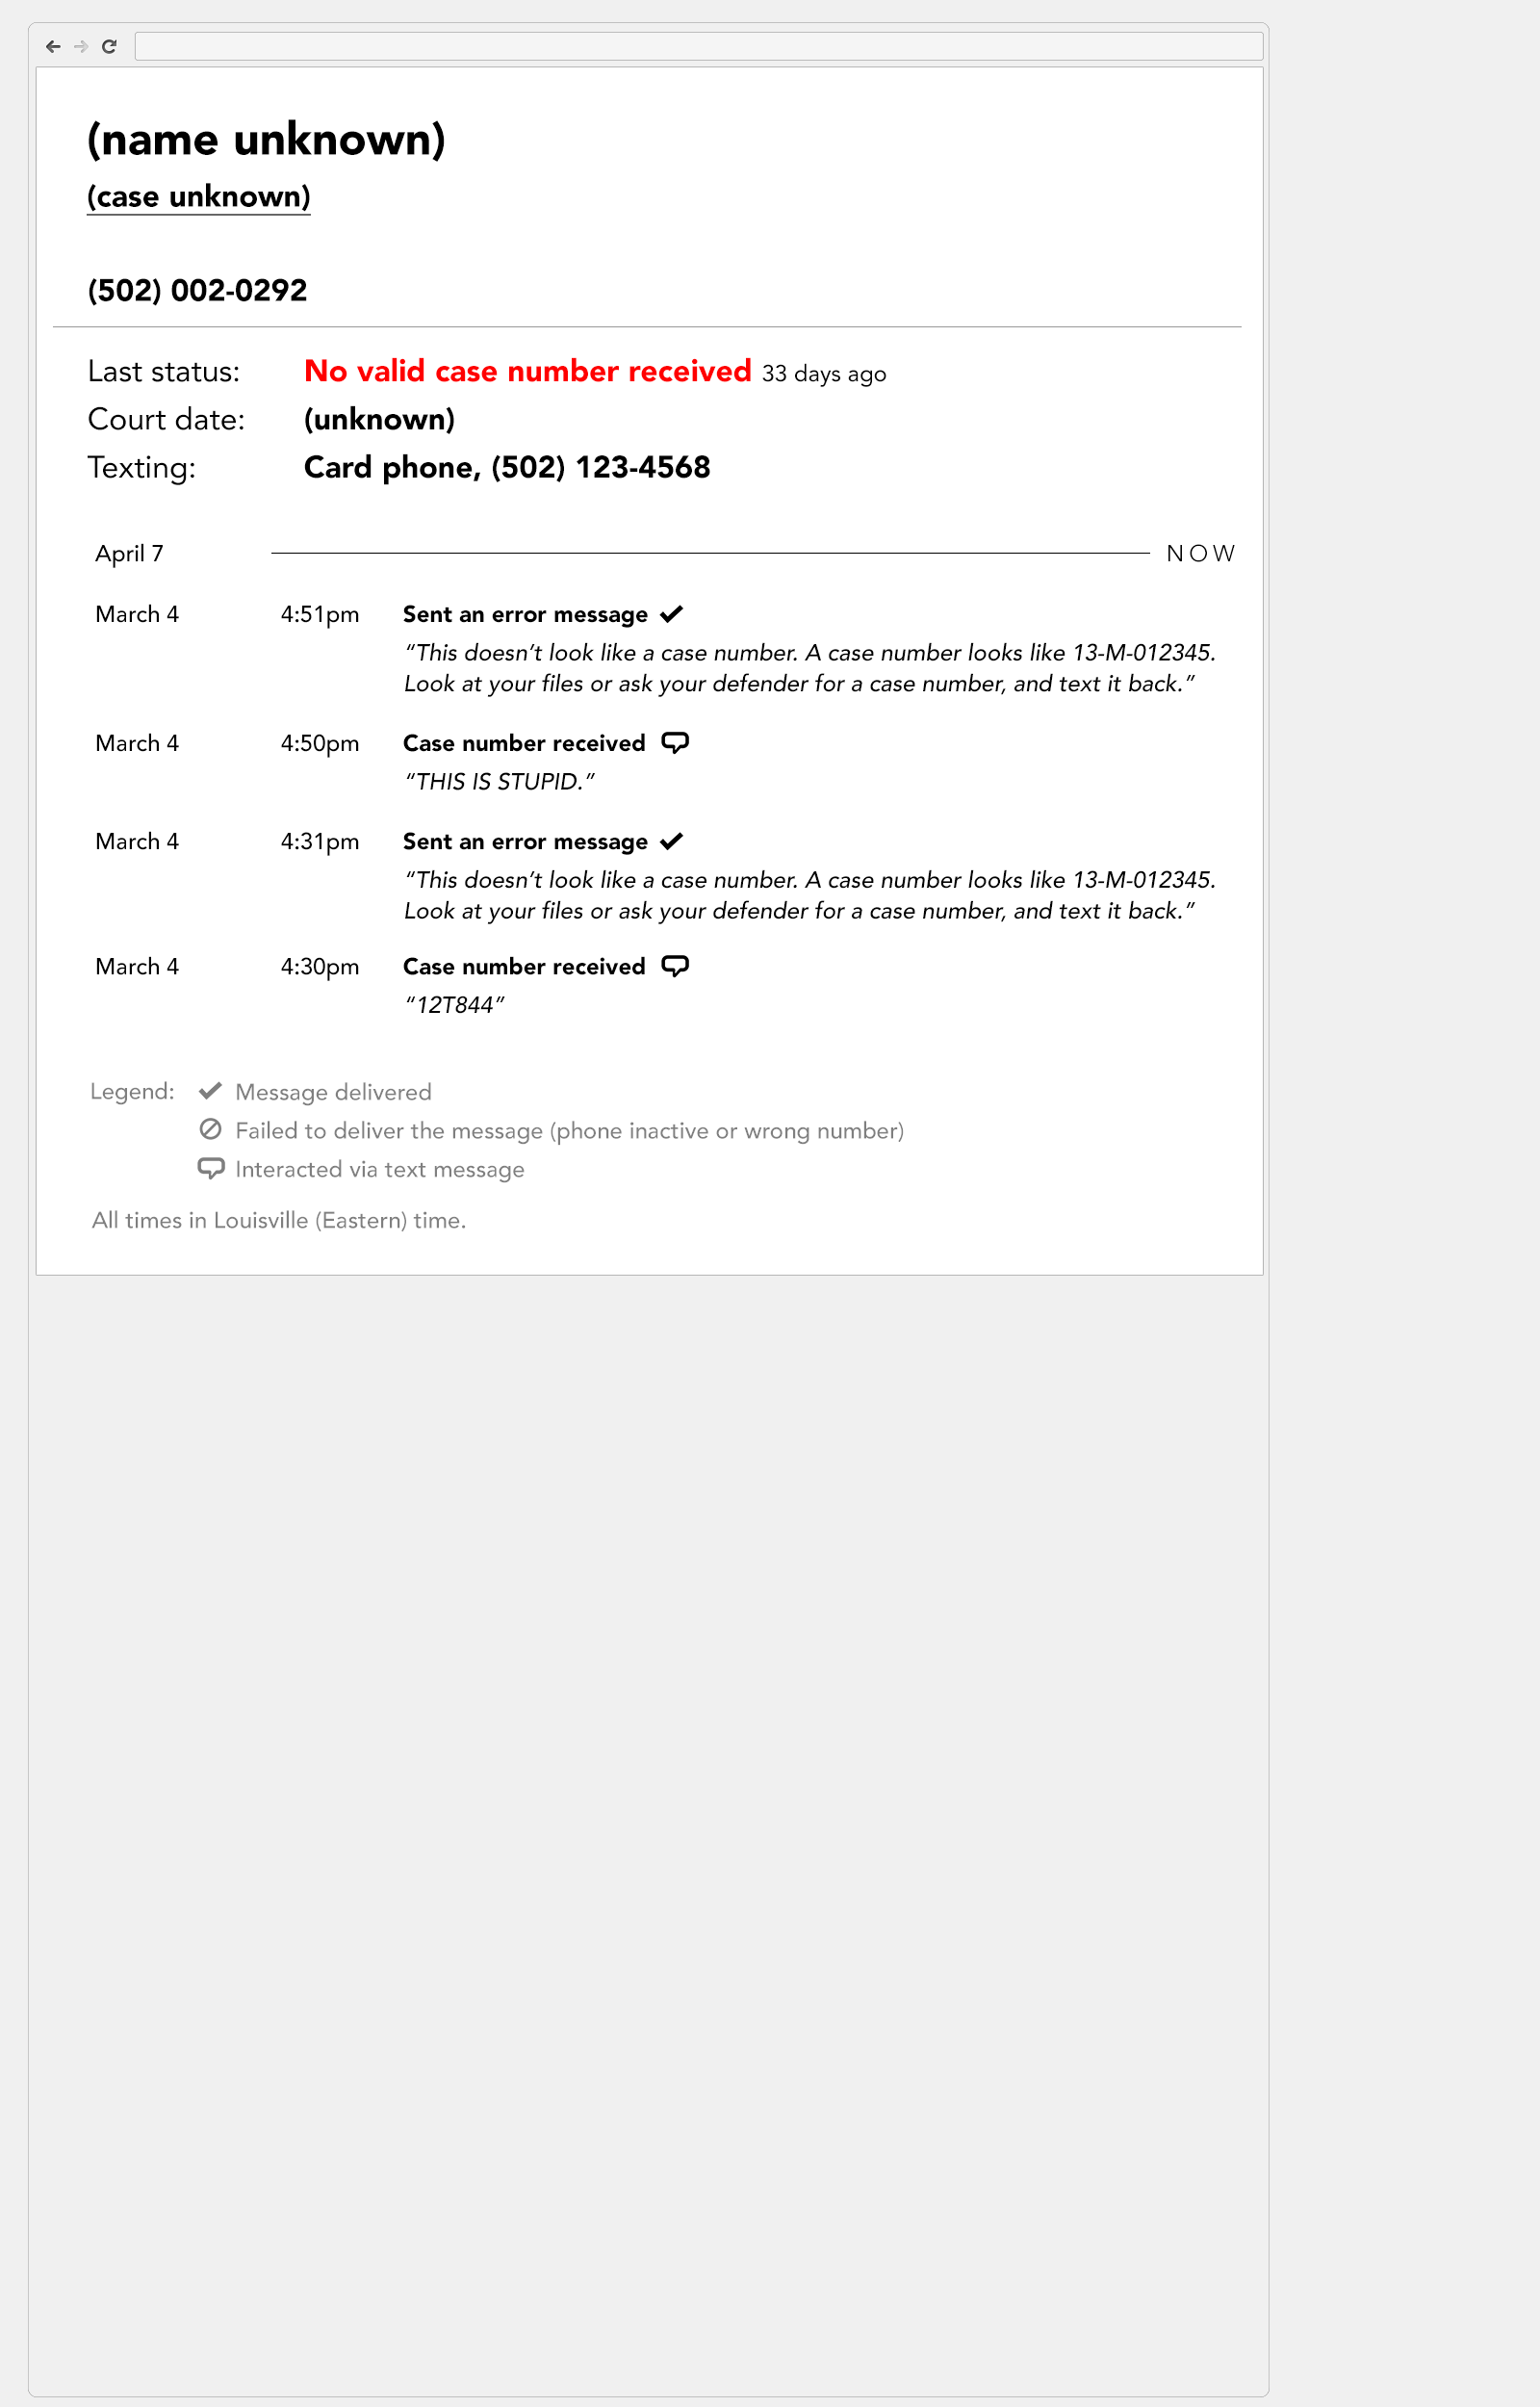 (name unknown)
(case unknown)
(502) 002-0292
Last status: No valid case number received 33 days ago
Court date: (unknown)
Texting: Card phone, (502) 123-4568
April 7 NOW
March 4 4:51pm Sent an error message
“This doesn’t look like a case number. A case number looks like 13-M-012345.
Look at your files or ask your defender for a case number, and text it back.”
March 4 4:50pm Case number received
“THIS IS STUPID.”
March 4 4:31pm Sent an error message
“This doesn’t look like a case number. A case number looks like 13-M-012345.
Look at your files or ask your defender for a case number, and text it back.”
March 4 4:30pm Case number received
“12T844”
Legend: Message delivered
Failed to deliver the message (phone inactive or wrong number)
Interacted via text message
All times in Louisville (Eastern) time.